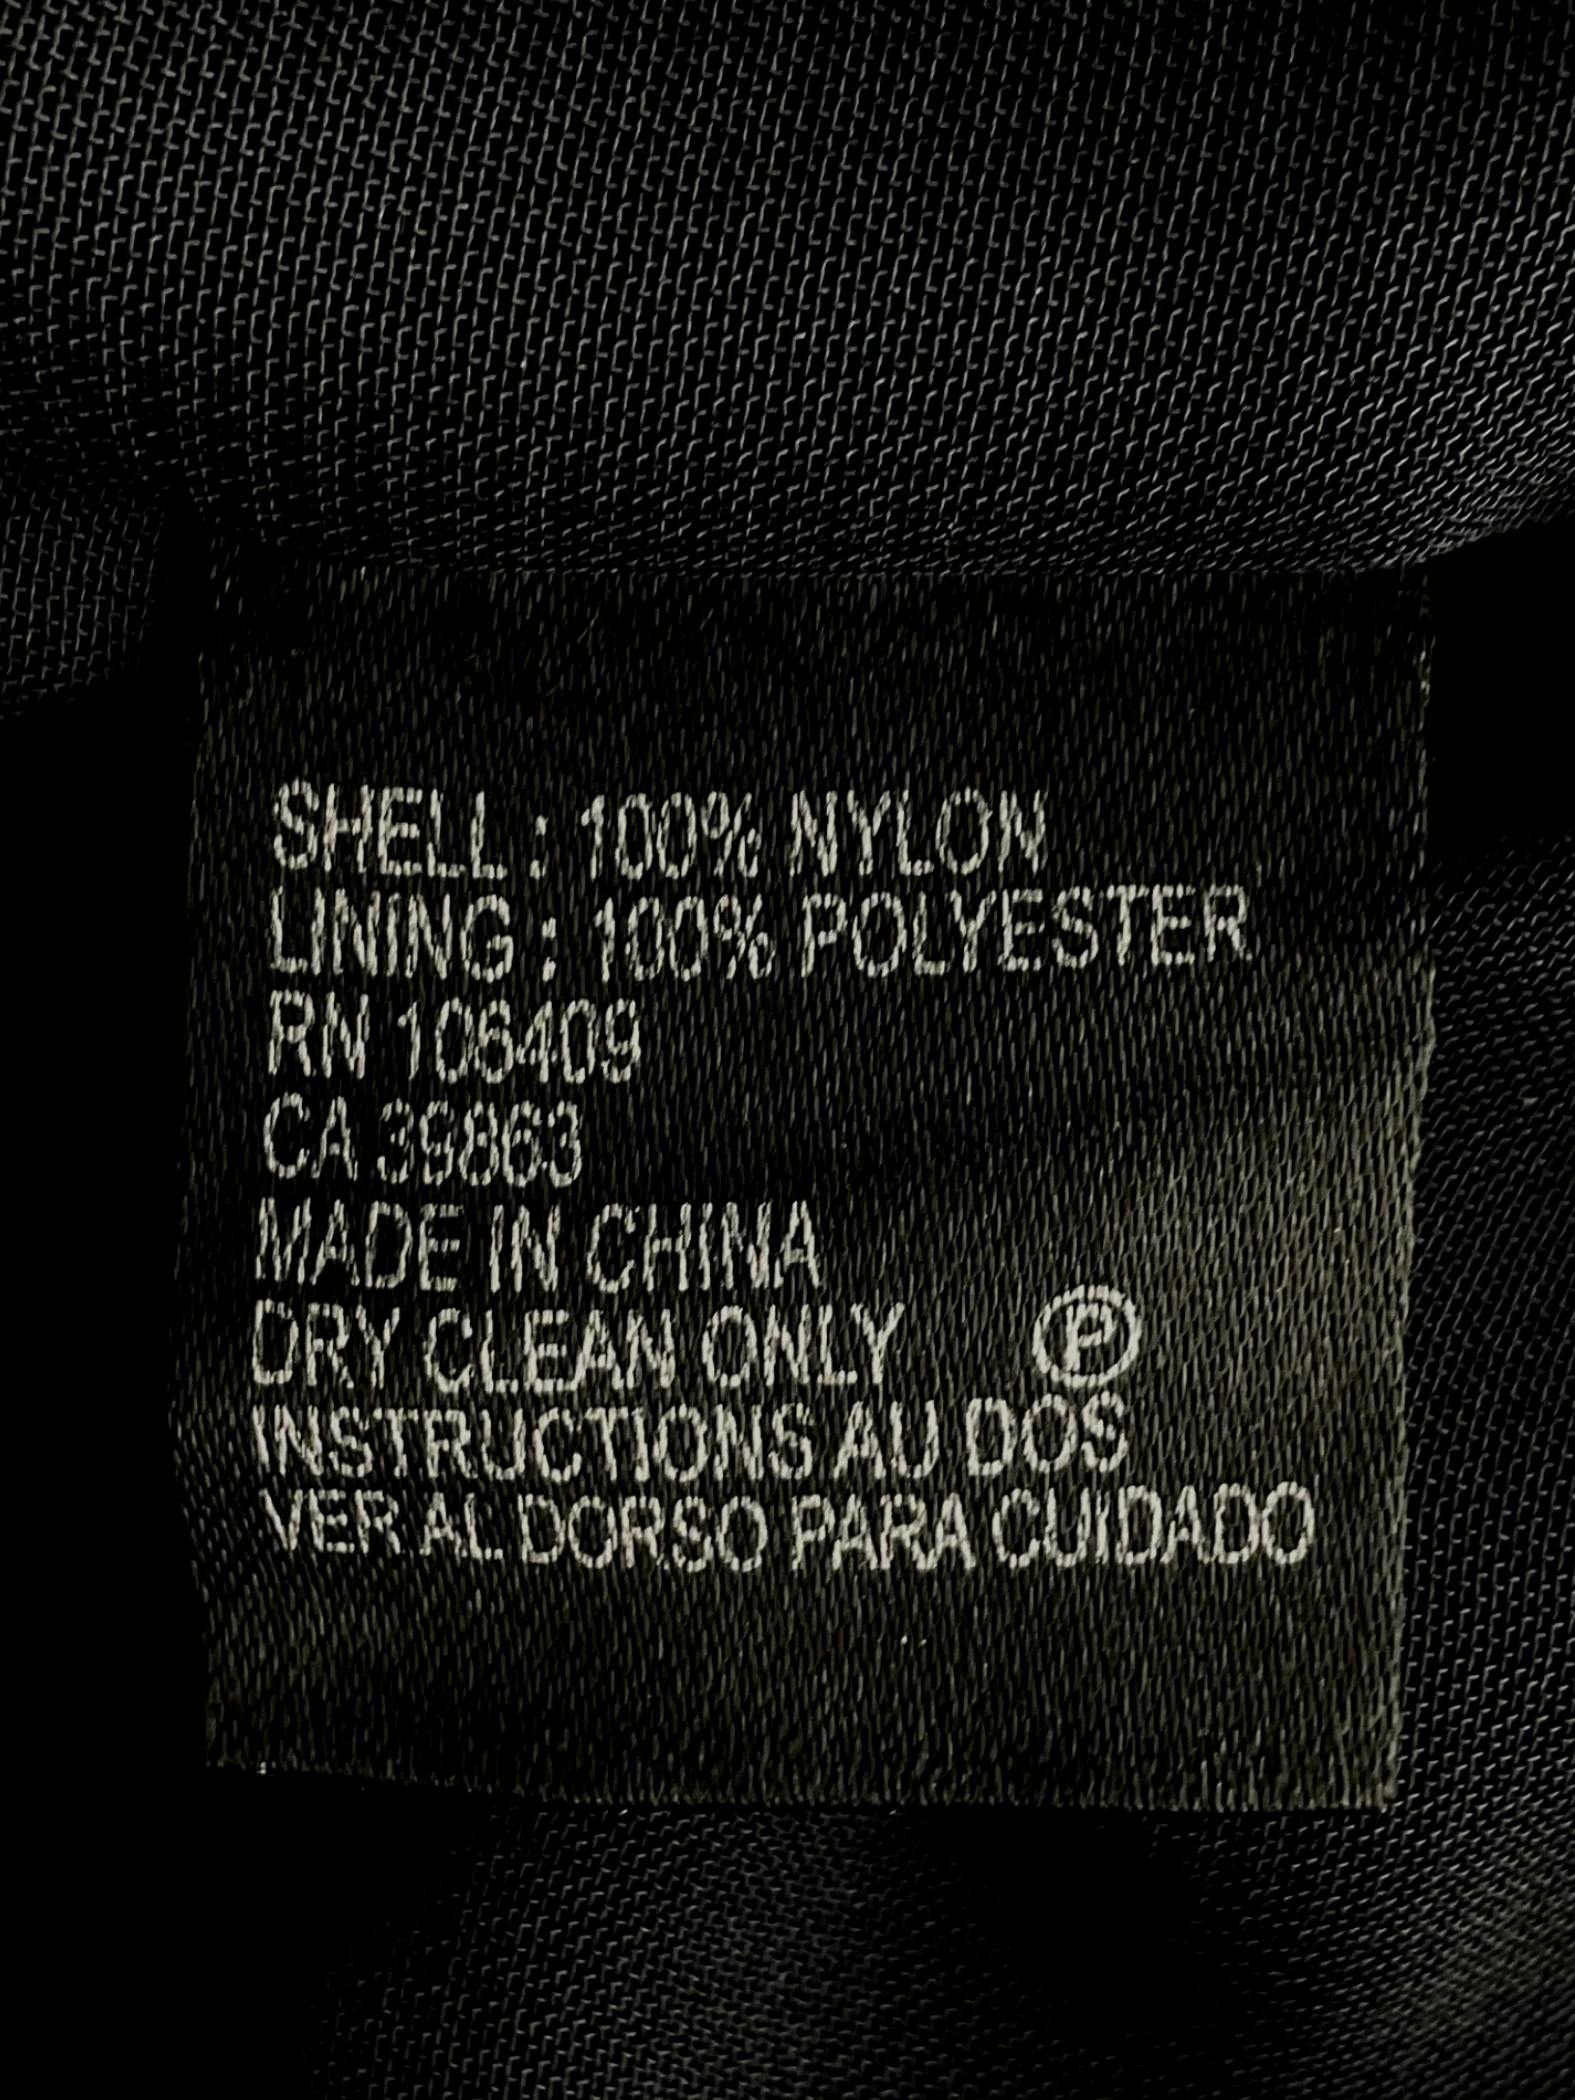 SHELL : 100% NYLON
LINING : 100% POLYESTER
RN 106409
CA 39863
MADE IN CHINA
DRY CLEAN ONLY Ⓟ
INSTRUCTIONS AU DOS
VER AL DORSO PARA CUIDADO